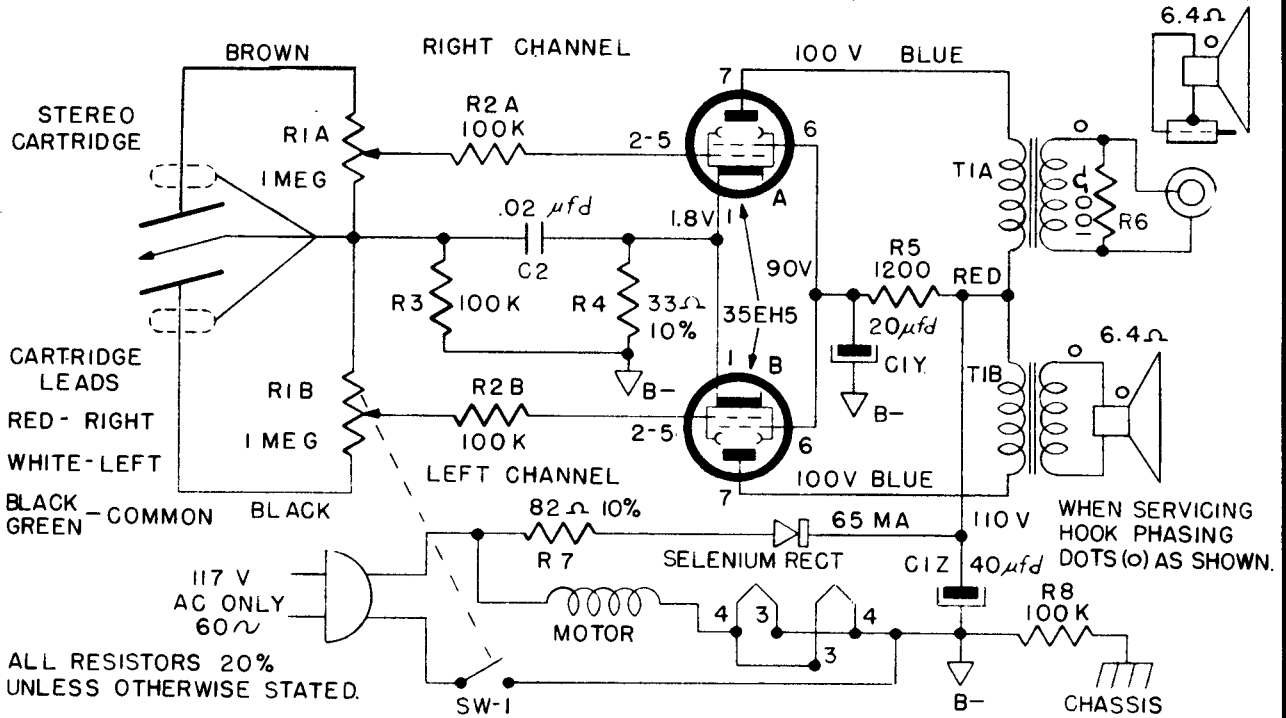 6.4Ω
O
BROWN
RIGHT CHANNEL
100 V BLUE
7
STEREO
CARTRIDGE
R1A
1 MEG
R2A
100K
2-5
6
T1A
O
100Ω
R6
A
.02 µfd
C2
1.8V
1
R3
100K
R4
33Ω
10%
35EH5
90V
R5
1200
RED
20µfd
C1Y
B-
B-
1
B
6.4Ω
O
O
T1B
CARTRIDGE
LEADS
RED - RIGHT
WHITE-LEFT
BLACK
GREEN - COMMON
R1B
1 MEG
R2B
100K
2-5
6
LEFT CHANNEL
7
100V BLUE
BLACK
82Ω 10%
R7
SELENIUM RECT
65 MA
110 V
WHEN SERVICING
HOOK PHASING
DOTS (O) AS SHOWN.
C1Z
40µfd
117 V
AC ONLY
60~
MOTOR
4
3
4
3
R8
100K
B-
CHASSIS
SW-1
ALL RESISTORS 20%
UNLESS OTHERWISE STATED.